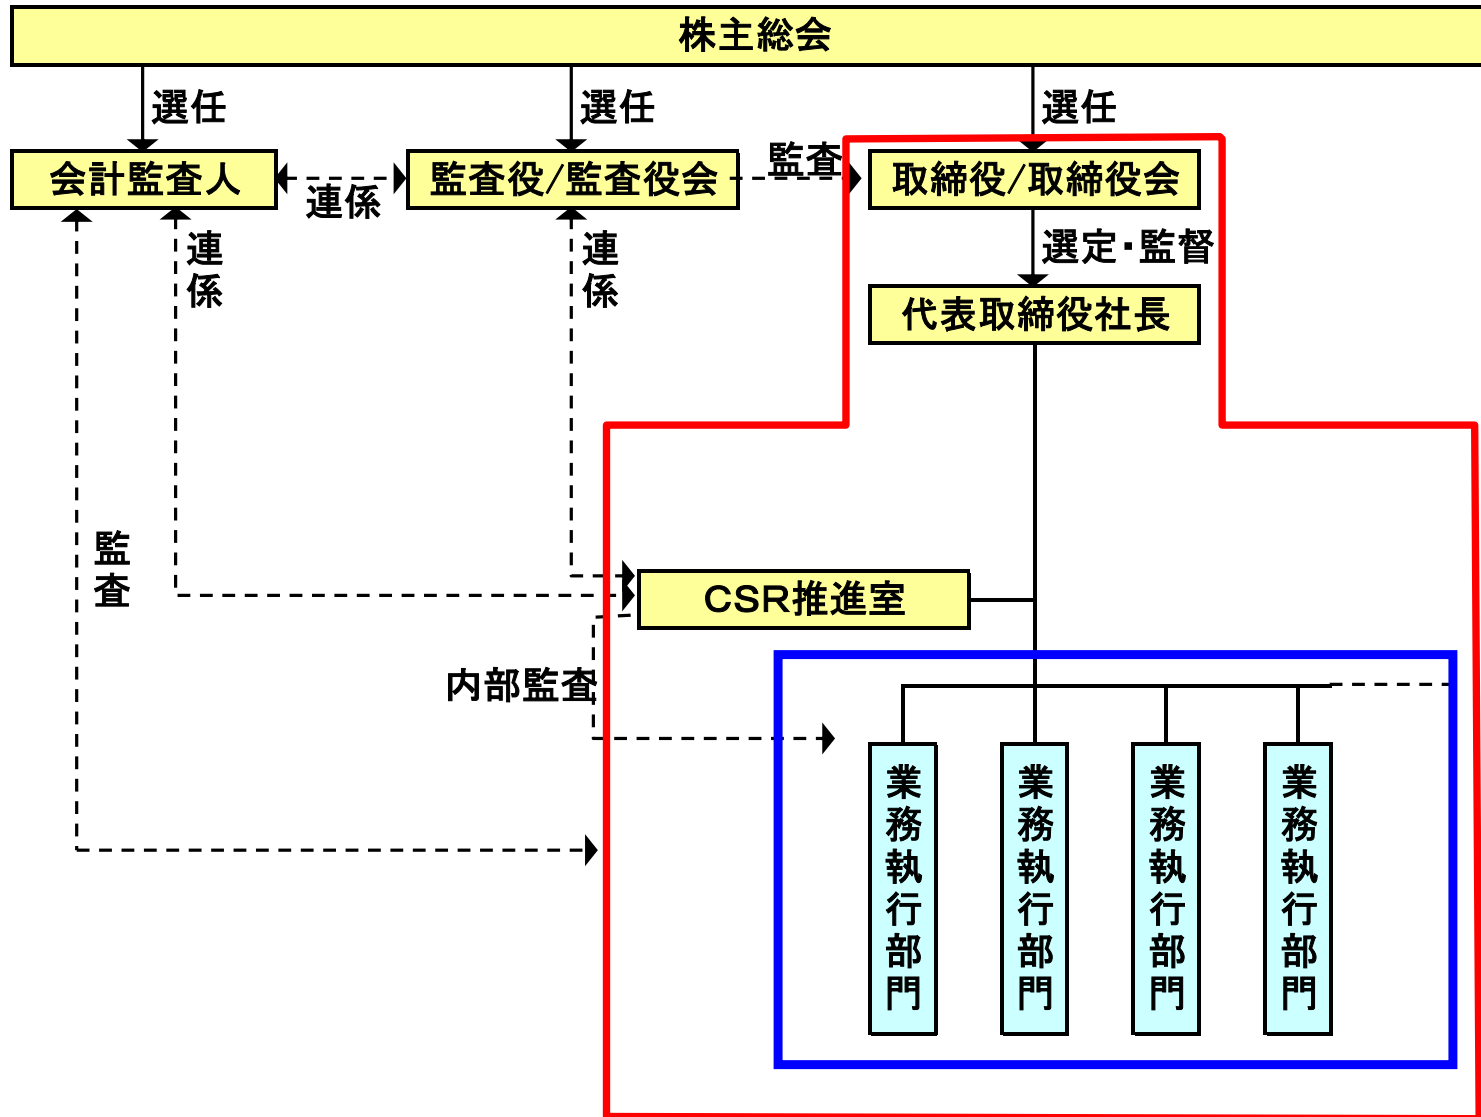 株主総会
選任
選任
選任
会計監査人
連係
監査役/監査役会
監査
取締役/取締役会
連係
連係
選定・監督
代表取締役社長
監査
CSR推進室
内部監査
業務執行部門
業務執行部門
業務執行部門
業務執行部門